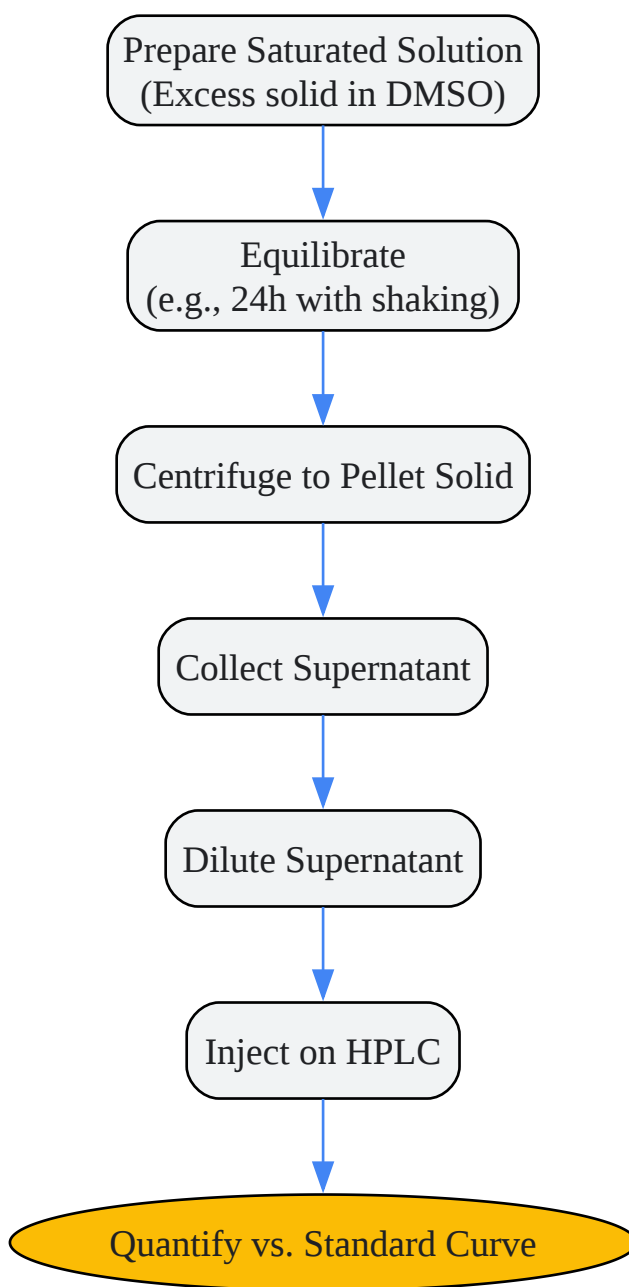 Prepare Saturated Solution
(Excess solid in DMSO)
Equilibrate
(e.g., 24h with shaking)
Centrifuge to Pellet Solid
Collect Supernatant
Dilute Supernatant
Inject on HPLC
Quantify vs. Standard Curve